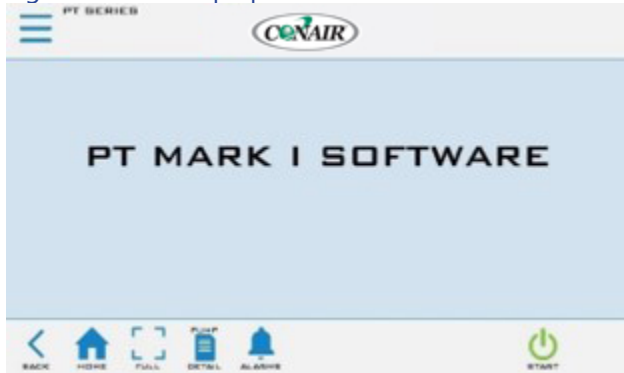 PT SERIES
CONAIR
PT MARK I SOFTWARE
PUMP
BACK HOME FULL DETAIL ALARMS START